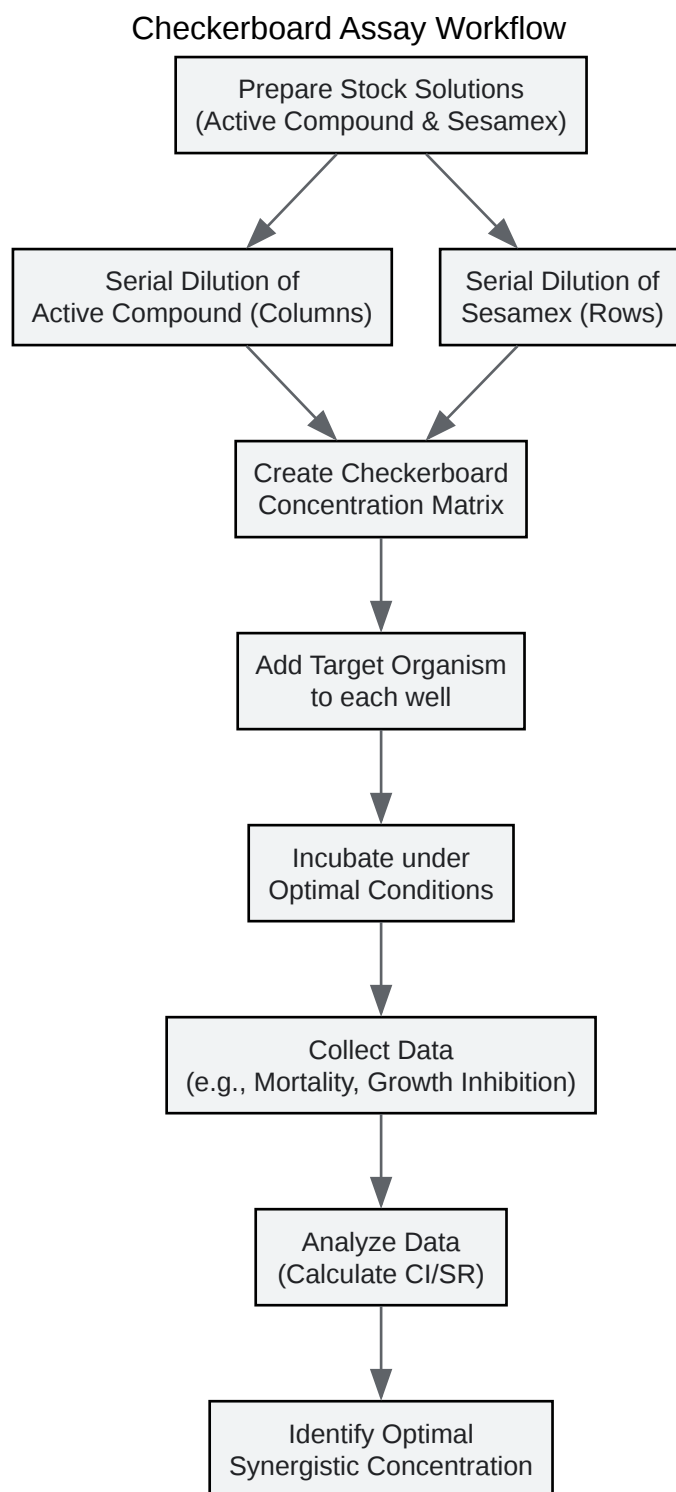 Checkerboard Assay Workflow
Prepare Stock Solutions
(Active Compound & Sesamex)
Serial Dilution of
Active Compound (Columns)
Serial Dilution of
Sesamex (Rows)
Create Checkerboard
Concentration Matrix
Add Target Organism
to each well
Incubate under
Optimal Conditions
Collect Data
(e.g., Mortality, Growth Inhibition)
Analyze Data
(Calculate CI/SR)
Identify Optimal
Synergistic Concentration